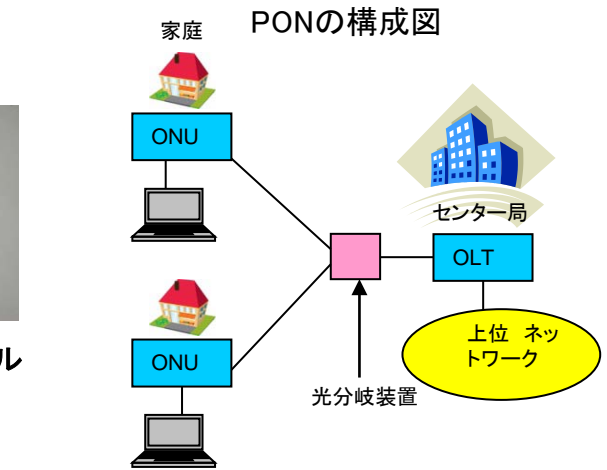 PONの構成図
家庭
ONU
センター局
OLT
上位 ネッ
トワーク
ル
ONU
光分岐装置